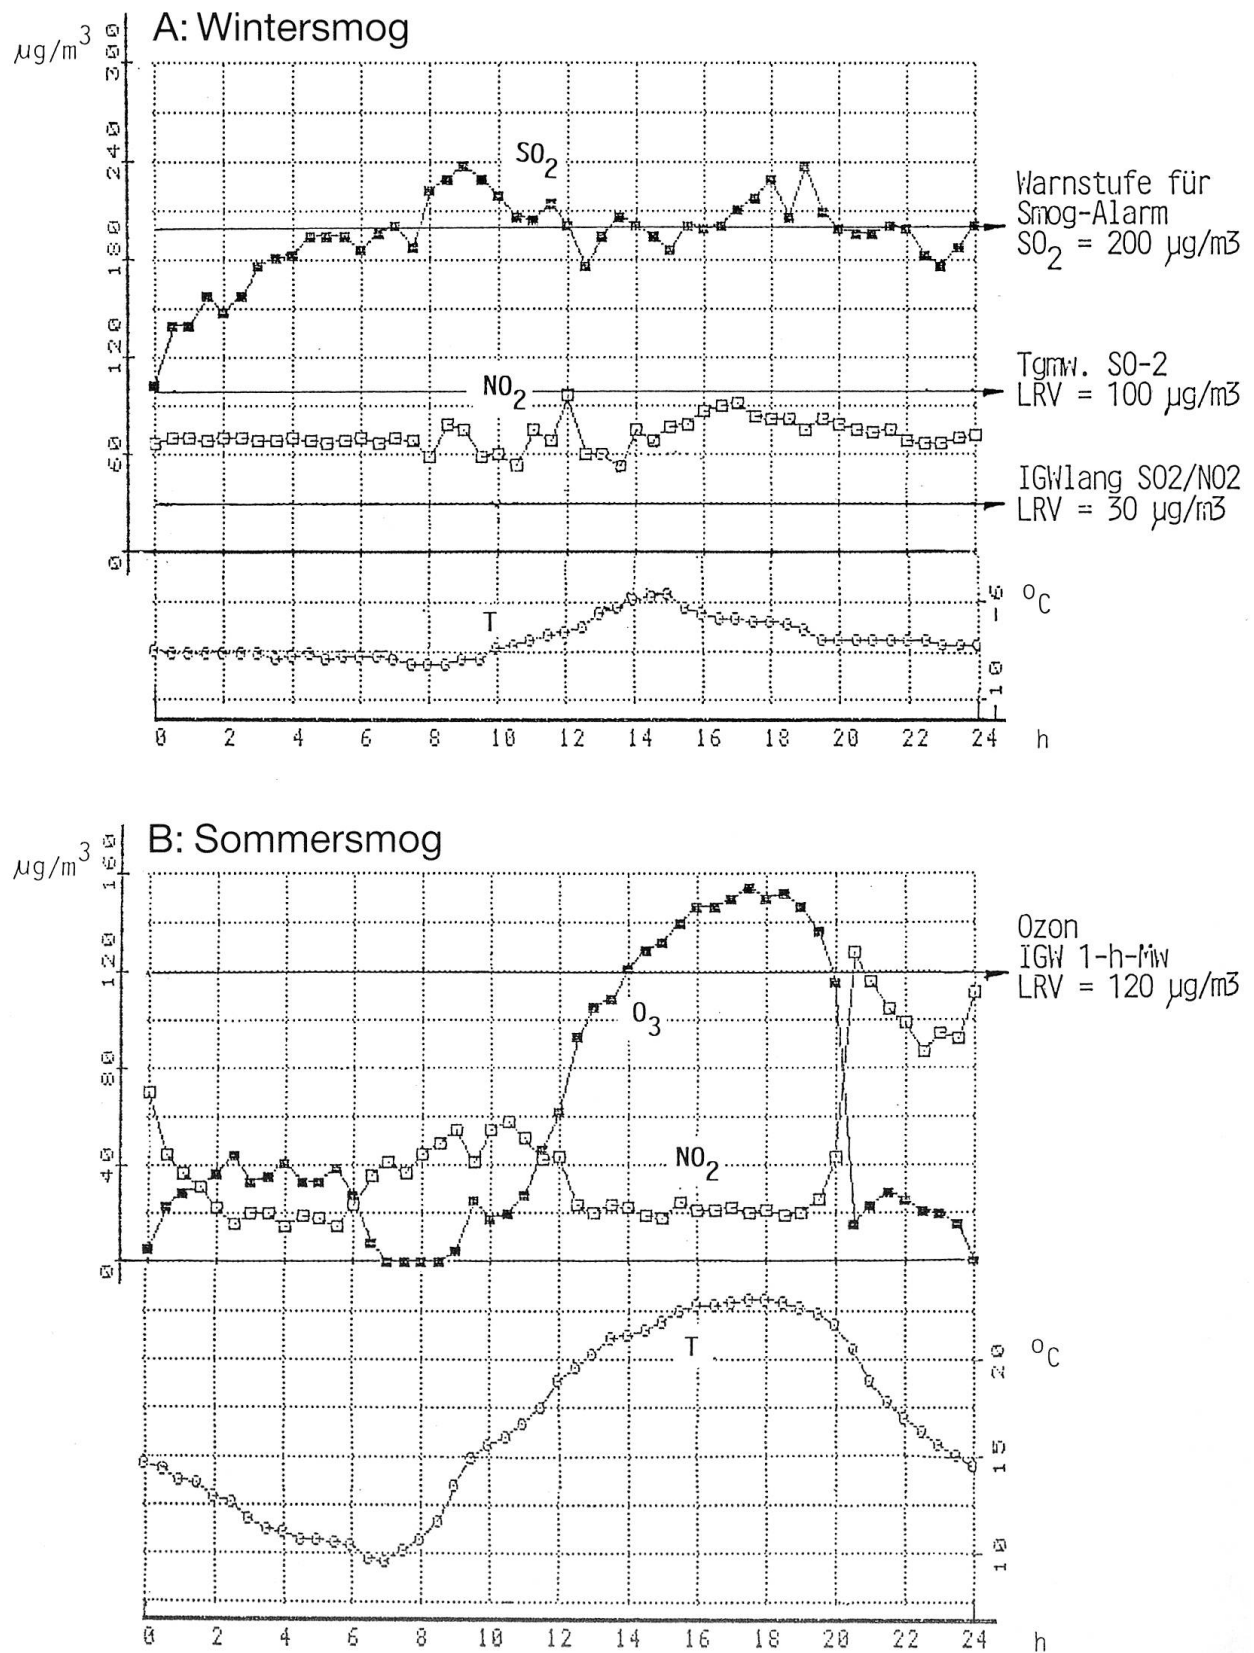 A: Wintersmog
µg/m³
300
240
180
120
60
0
SO₂
NO₂
T
Warnstufe für
Smog-Alarm
SO₂ = 200 µg/m3
Tgmw. SO-2
LRV = 100 µg/m3
IGWlang SO2/NO2
LRV = 30 µg/m3
-6 °C
-10
0 2 4 6 8 10 12 14 16 18 20 22 24 h
B: Sommersmog
µg/m³
160
120
80
40
0
O₃
NO₂
T
Ozon
IGW 1-h-Mw
LRV = 120 µg/m3
20 °C
15
10
0 2 4 6 8 10 12 14 16 18 20 22 24 h